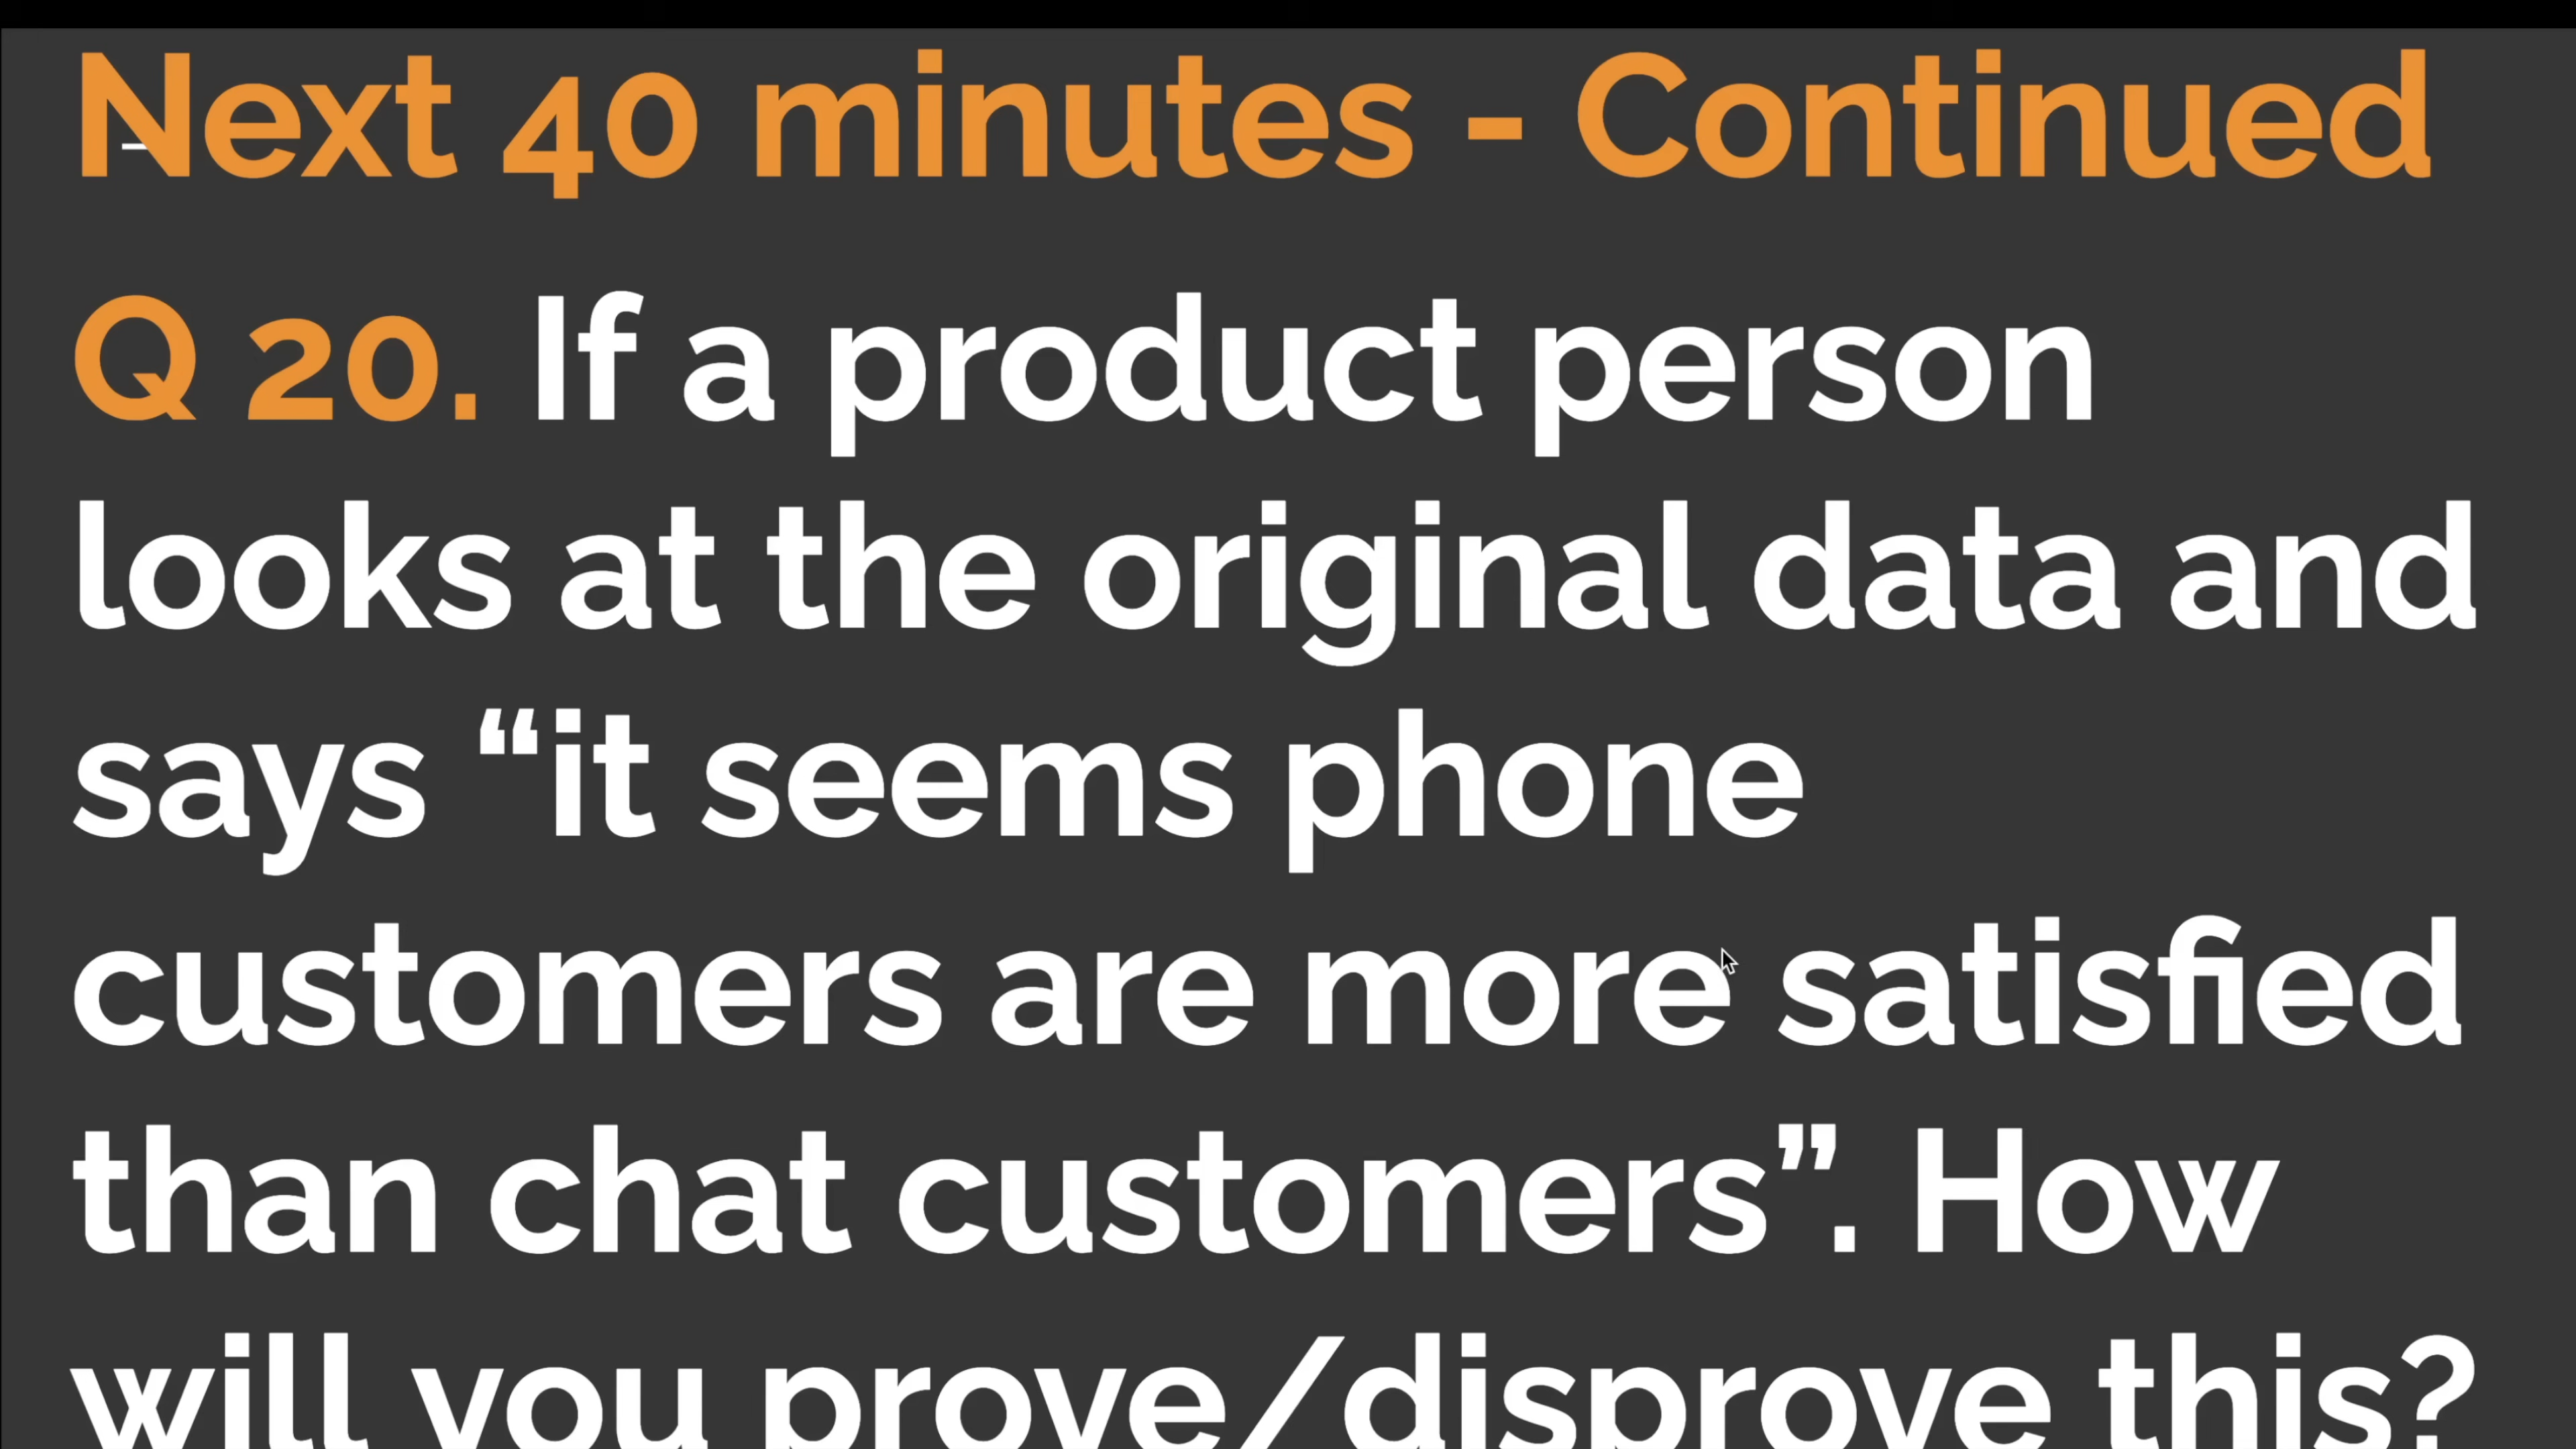 Next 40 minutes - Continued
Q 20. If a product person
looks at the original data and
says “it seems phone
customers are more satisfied
than chat customers”. How
will you prove/disprove this?